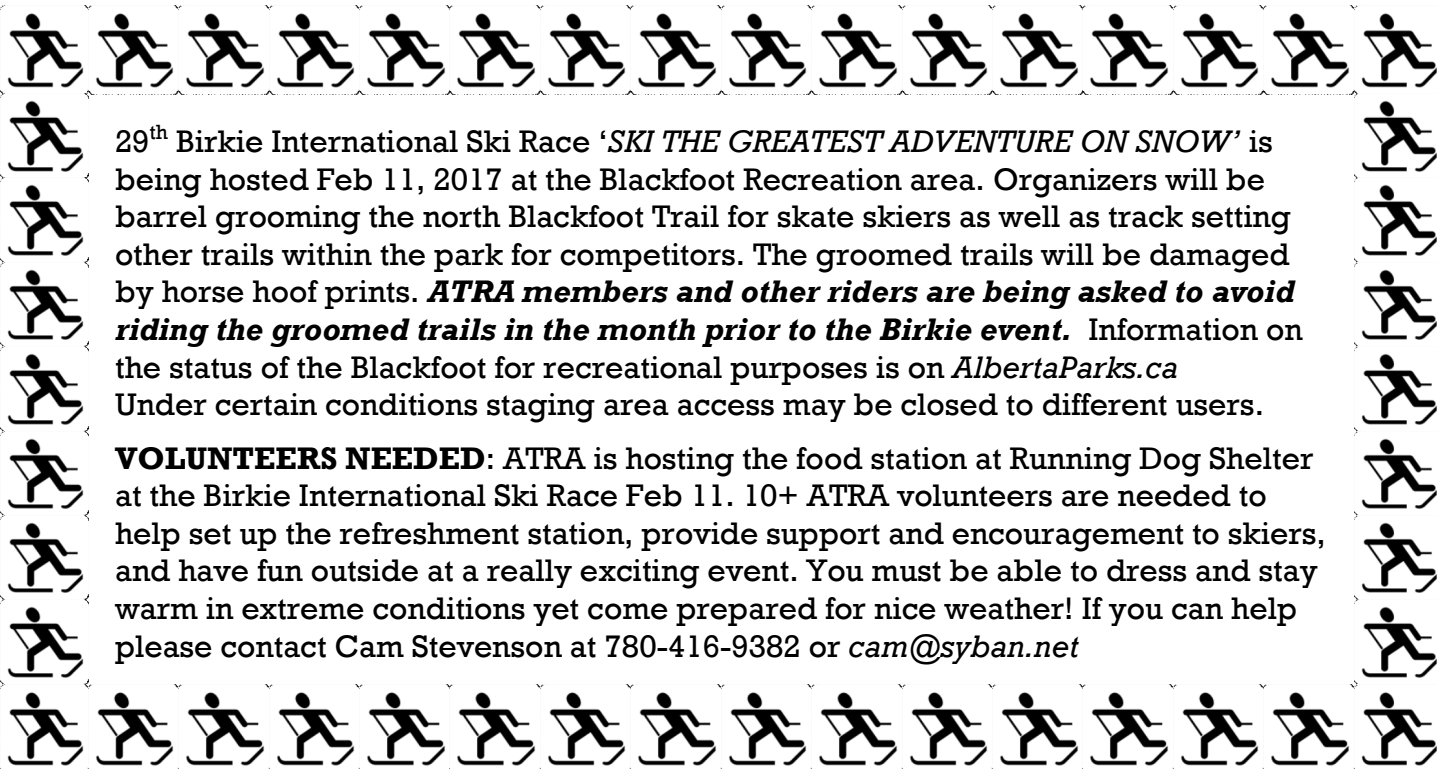 29th Birkie International Ski Race ‘SKI THE GREATEST ADVENTURE ON SNOW’ is
being hosted Feb 11, 2017 at the Blackfoot Recreation area. Organizers will be
barrel grooming the north Blackfoot Trail for skate skiers as well as track setting
other trails within the park for competitors. The groomed trails will be damaged
by horse hoof prints. ATRA members and other riders are being asked to avoid
riding the groomed trails in the month prior to the Birkie event. Information on
the status of the Blackfoot for recreational purposes is on AlbertaParks.ca
Under certain conditions staging area access may be closed to different users.
VOLUNTEERS NEEDED: ATRA is hosting the food station at Running Dog Shelter
at the Birkie International Ski Race Feb 11. 10+ ATRA volunteers are needed to
help set up the refreshment station, provide support and encouragement to skiers,
and have fun outside at a really exciting event. You must be able to dress and stay
warm in extreme conditions yet come prepared for nice weather! If you can help
please contact Cam Stevenson at 780-416-9382 or cam@syban.net